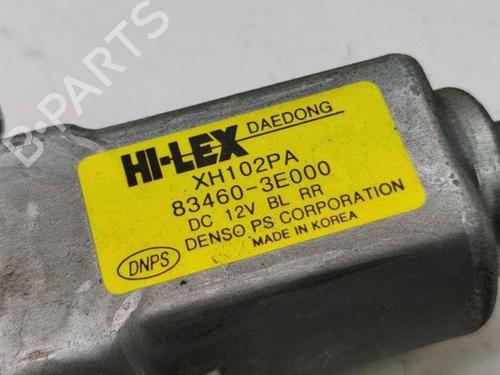 HI-LEX DAEDONG
XH102PA
83460-3E000
DC 12V BL RR
DENSO PS CORPORATION
MADE IN KOREA
DNPS
B-PARTS